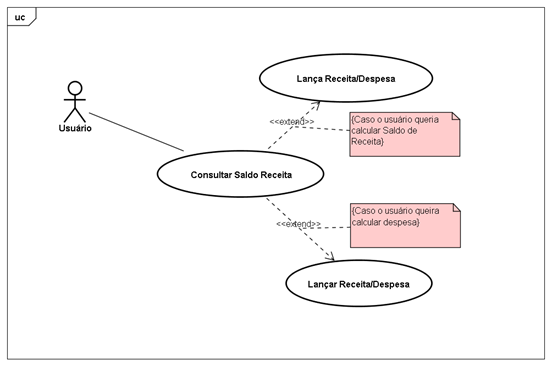 uc
Lança Receita/Despesa
Usuário
<<extend>>
{Caso o usuário queria
calcular Saldo de
Receita}
Consultar Saldo Receita
<<extend>>
{Caso o usuário queira
calcular despesa}
Lançar Receita/Despesa